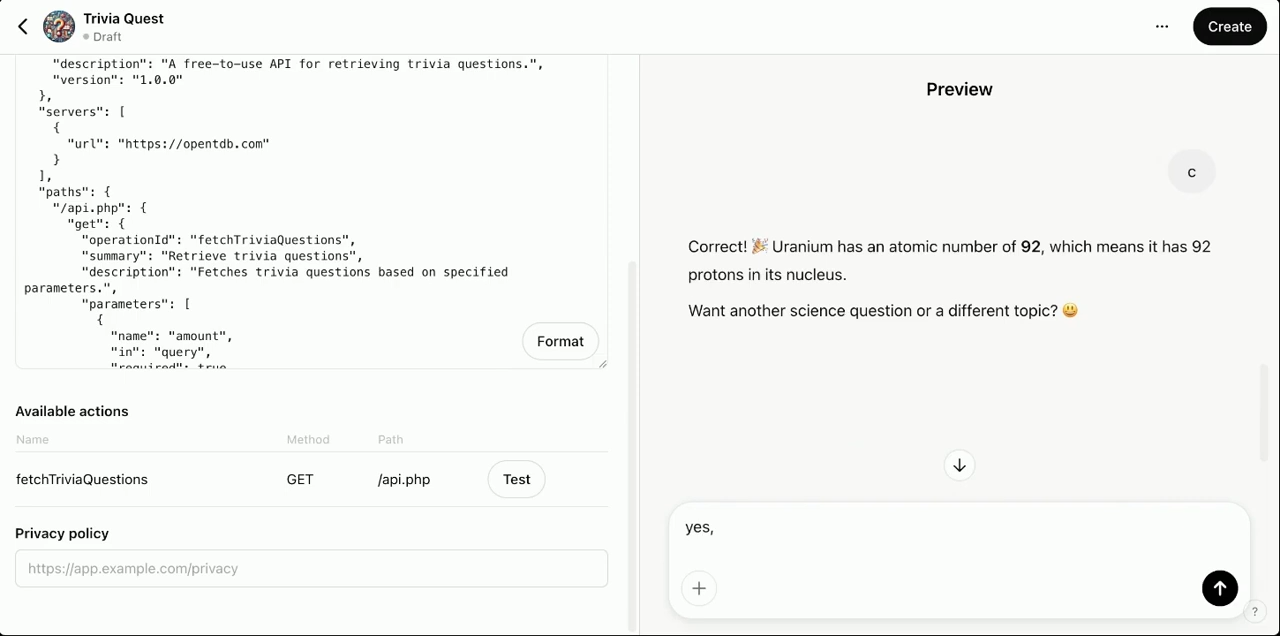 Trivia Quest
Draft
...
Create
"description": "A free-to-use API for retrieving trivia questions.",
"version": "1.0.0"
},
"servers": [
{
"url": "https://opentdb.com"
}
],
"paths": {
"/api.php": {
"get": {
"operationId": "fetchTriviaQuestions",
"summary": "Retrieve trivia questions",
"description": "Fetches trivia questions based on specified
parameters.",
"parameters": [
{
"name": "amount",
"in": "query",
"required": true
Format
Available actions
Name Method Path
fetchTriviaQuestions GET /api.php Test
Privacy policy
https://app.example.com/privacy
Preview
c
Correct! 🎉 Uranium has an atomic number of 92, which means it has 92
protons in its nucleus.
Want another science question or a different topic? 😃
yes,
?